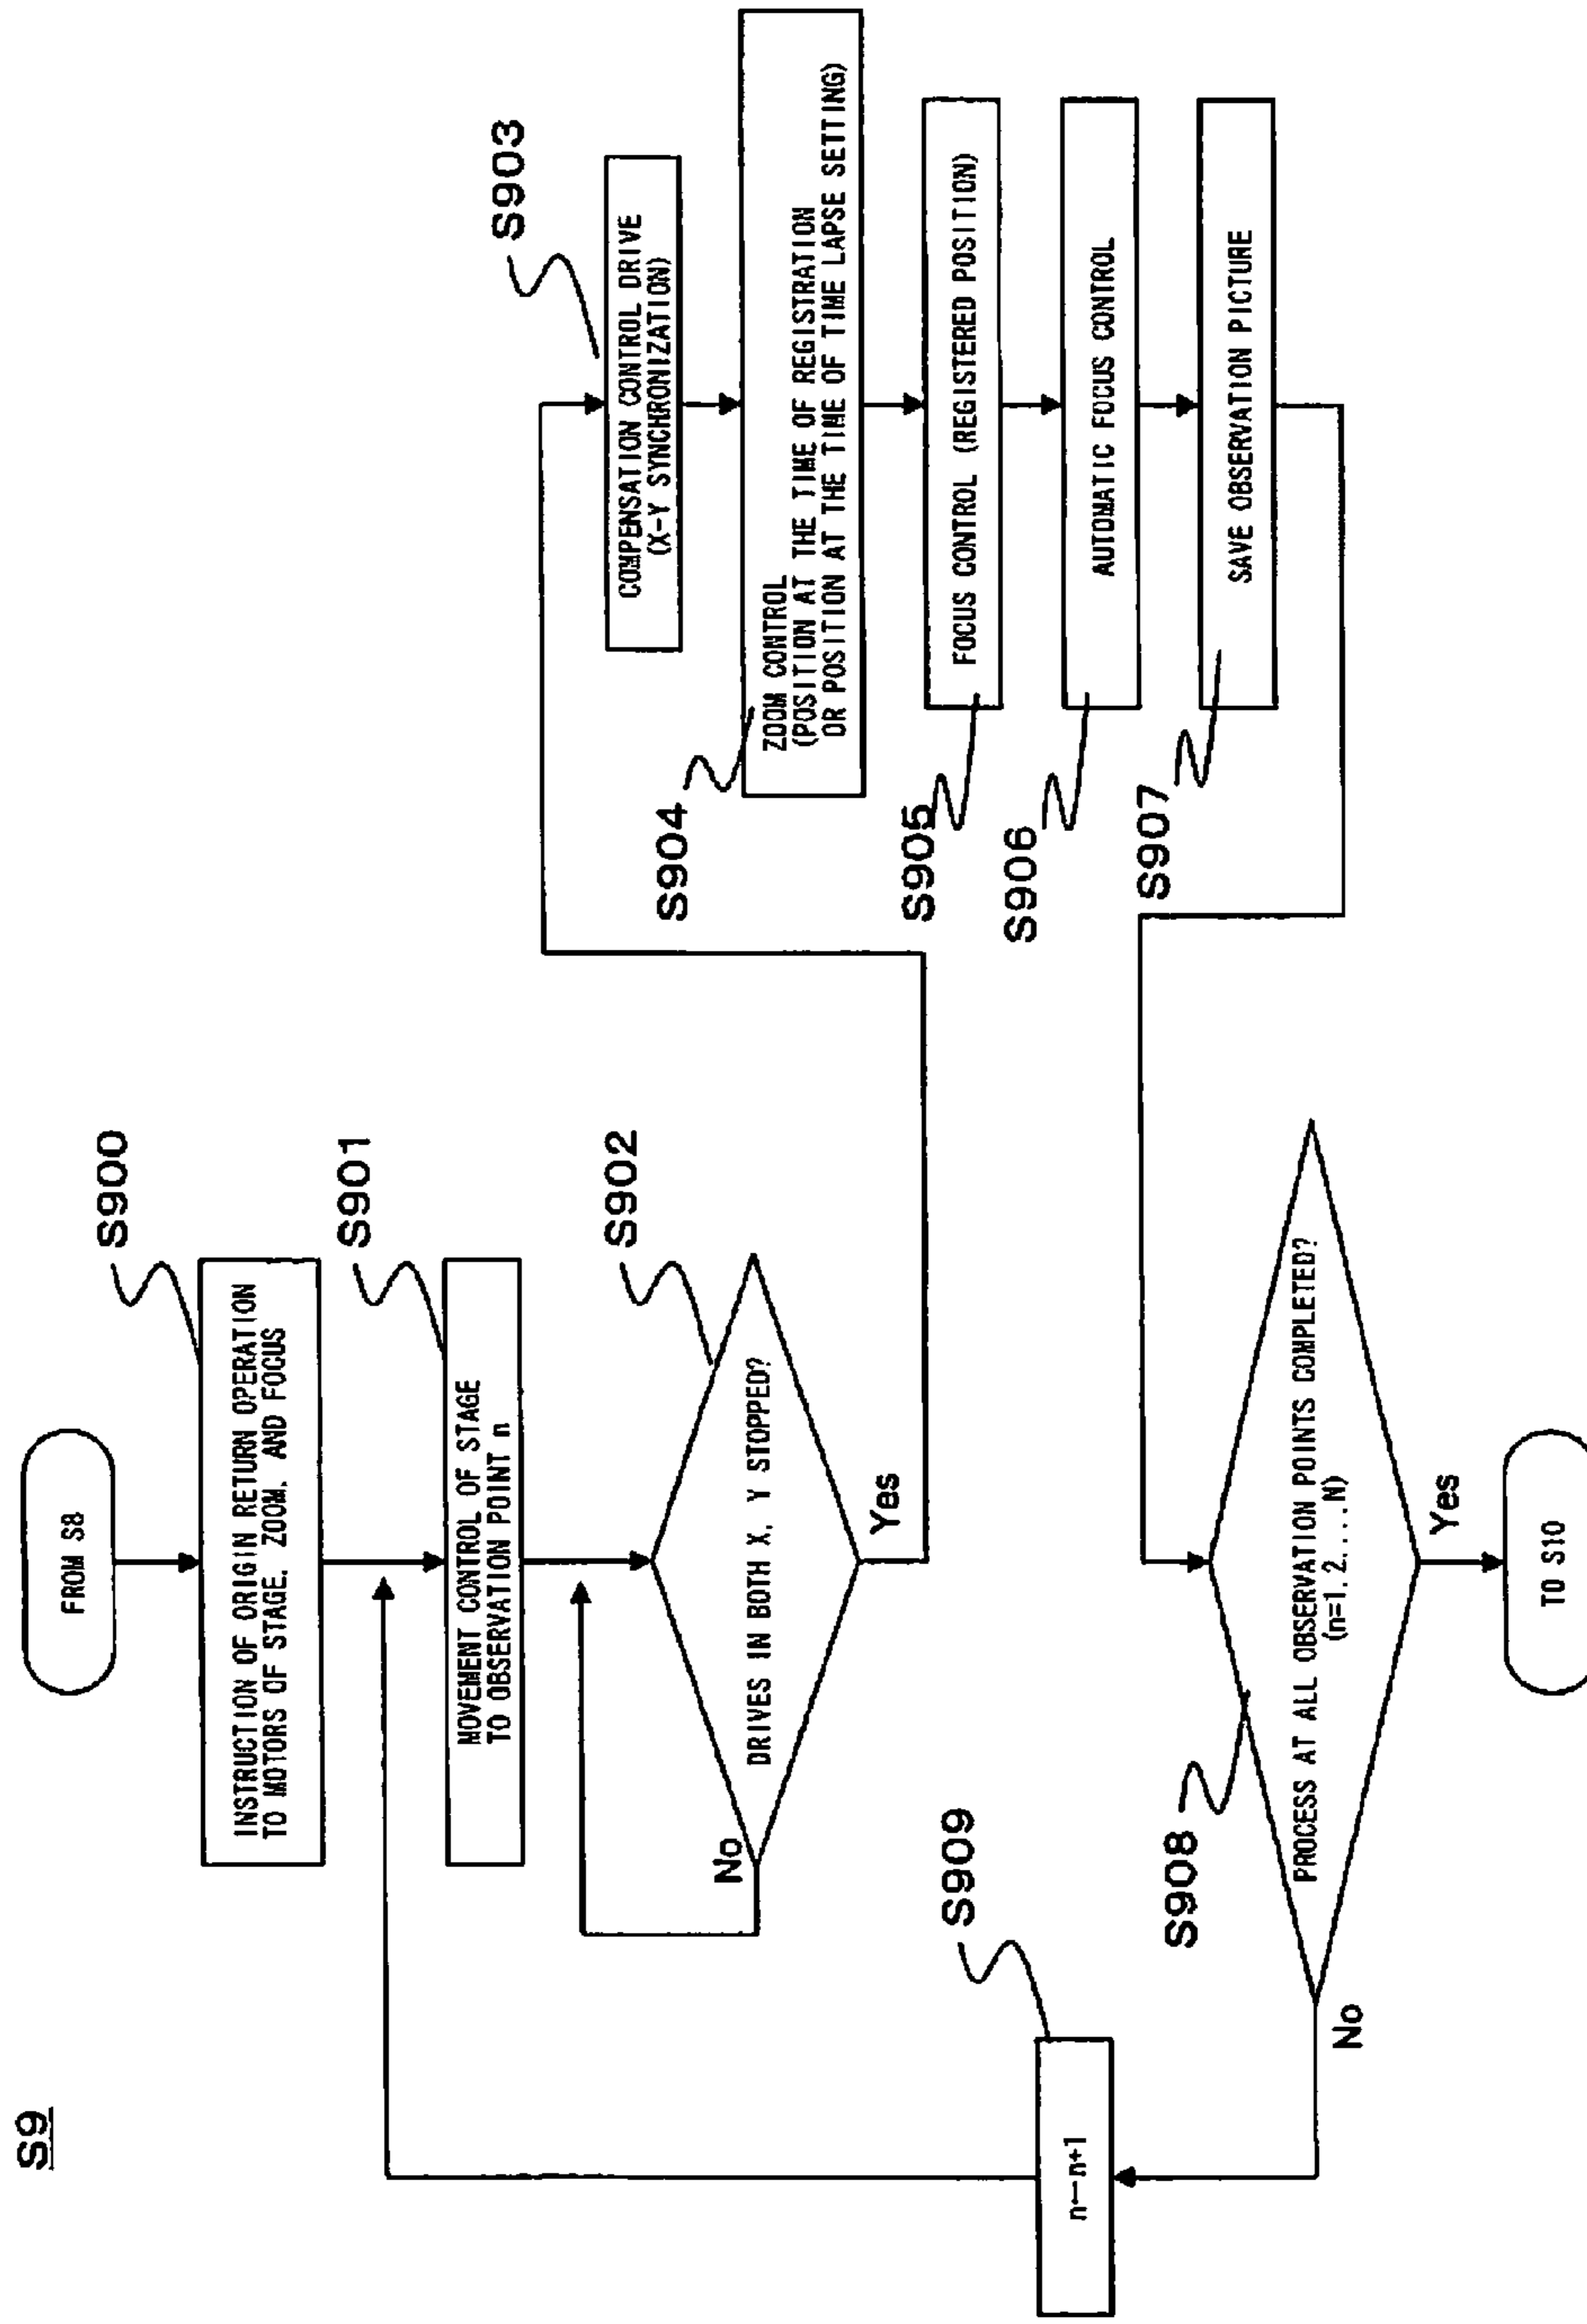 S9
FROM S8
S900
INSTRUCTION OF ORIGIN RETURN OPERATION
TO MOTORS OF STAGE, ZOOM, AND FOCUS
S901
MOVEMENT CONTROL OF STAGE
TO OBSERVATION POINT n
S902
DRIVES IN BOTH X, Y STOPPED?
No
Yes
S903
COMPENSATION CONTROL DRIVE
(X-Y SYNCHRONIZATION)
S904
ZOOM CONTROL
(POSITION AT THE TIME OF REGISTRATION
OR POSITION AT THE TIME OF TIME LAPSE SETTING)
S905
FOCUS CONTROL (REGISTERED POSITION)
S906
AUTOMATIC FOCUS CONTROL
S907
SAVE OBSERVATION PICTURE
S908
PROCESS AT ALL OBSERVATION POINTS COMPLETED?
(n=1, 2....N)
No
Yes
S909
n←n+1
TO S10